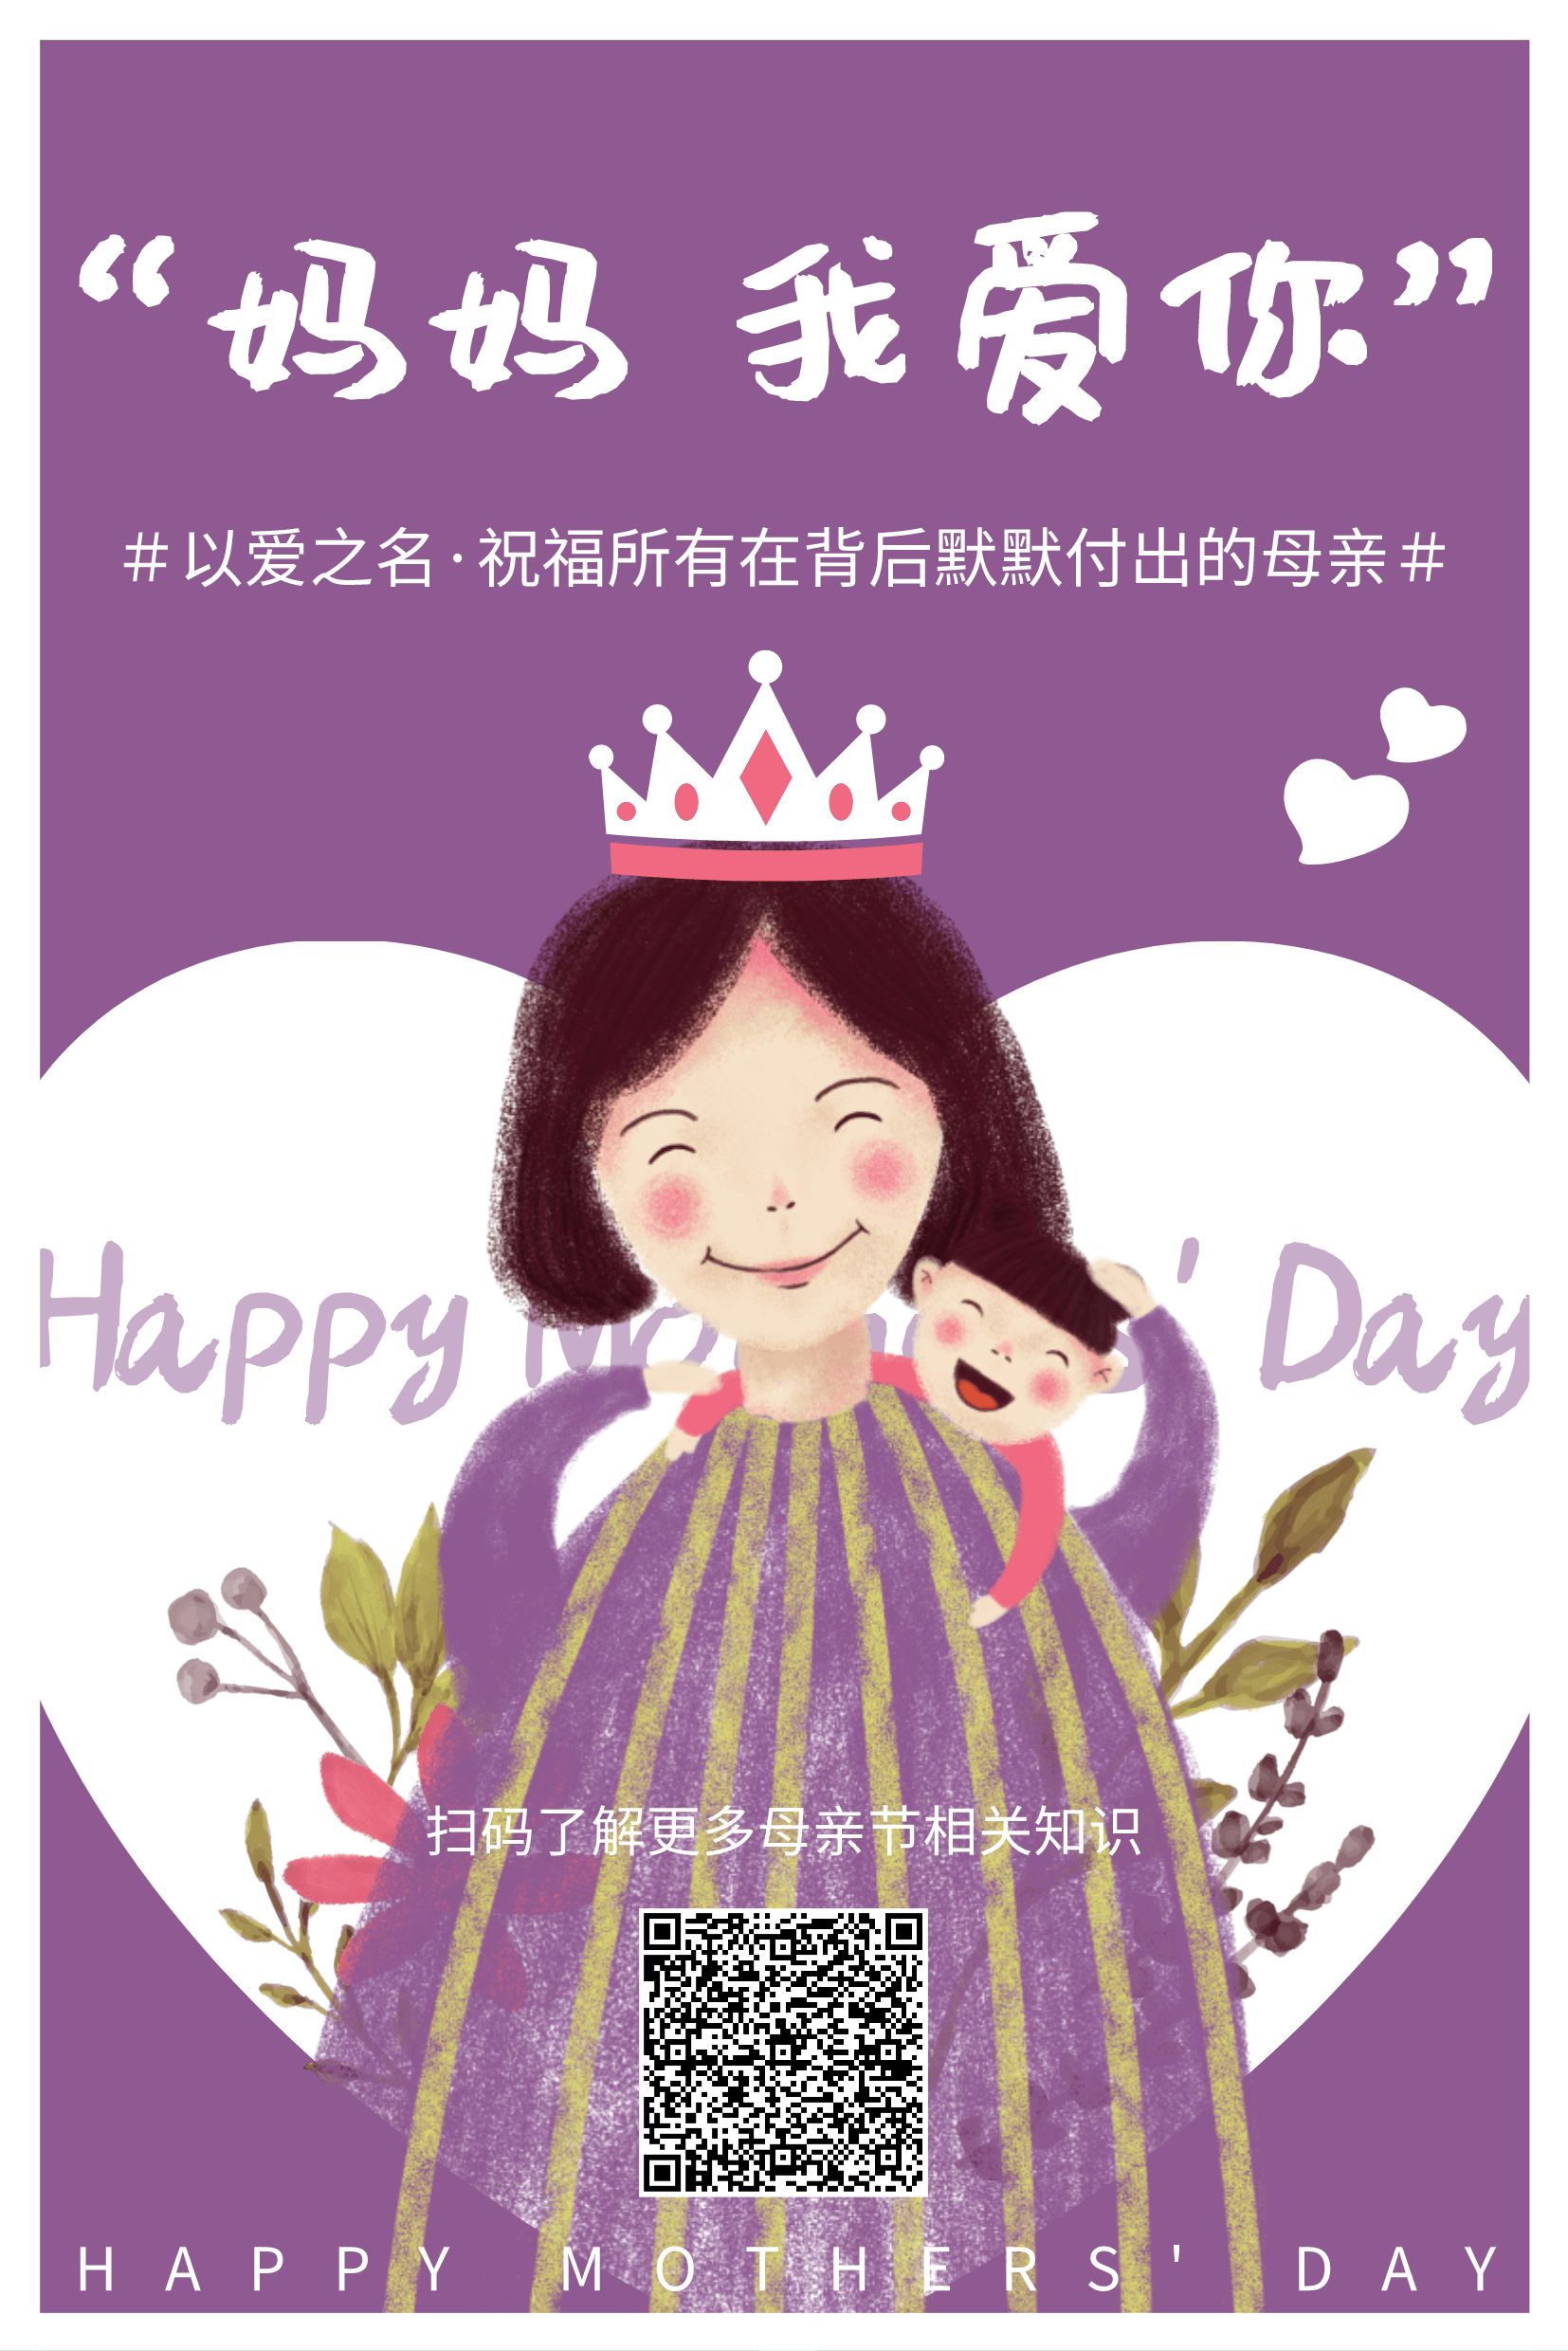 “妈妈 我爱你”
#以爱之名·祝福所有在背后默默付出的母亲#
Happy Mothers' Day
扫码了解更多母亲节相关知识
HAPPY MOTHERS' DAY